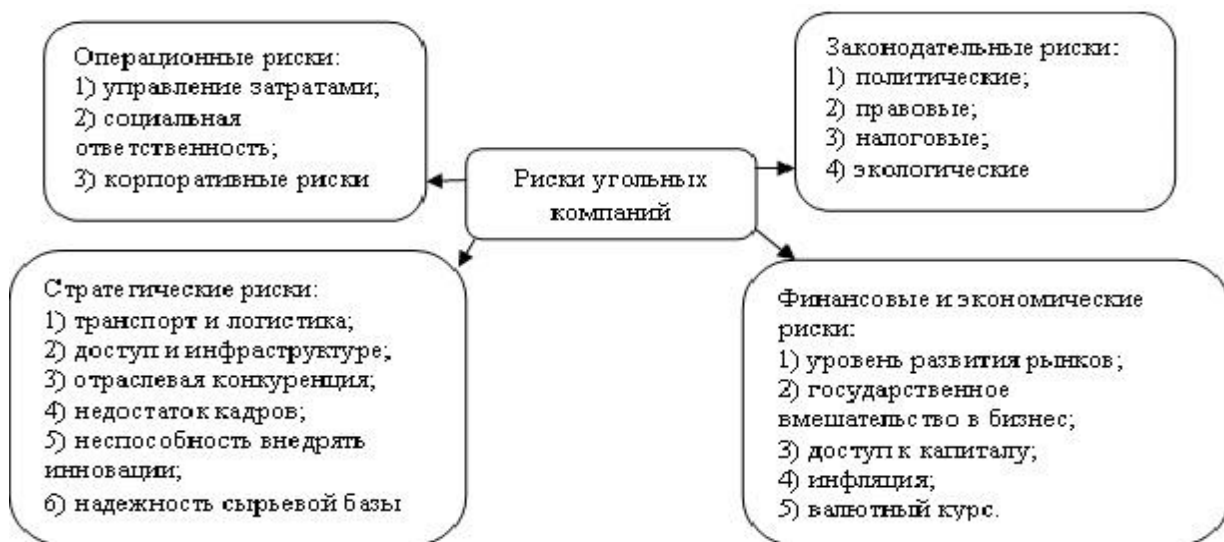 Операционные риски:
1) управление затратами;
2) социальная
ответственность;
3) корпоративные риски
Законодательные риски:
1) политические;
2) правовые;
3) налоговые;
4) экологические
Риски угольных
компаний
Стратегические риски:
1) транспорт и логистика;
2) доступ и инфраструктуре;
3) отраслевая конкуренция;
4) недостаток кадров;
5) неспособность внедрять
инновации;
6) надежность сырьевой базы
Финансовые и экономические
риски:
1) уровень развития рынков;
2) государственное
вмешательство в бизнес;
3) доступ к капиталу;
4) инфляция;
5) валютный курс.